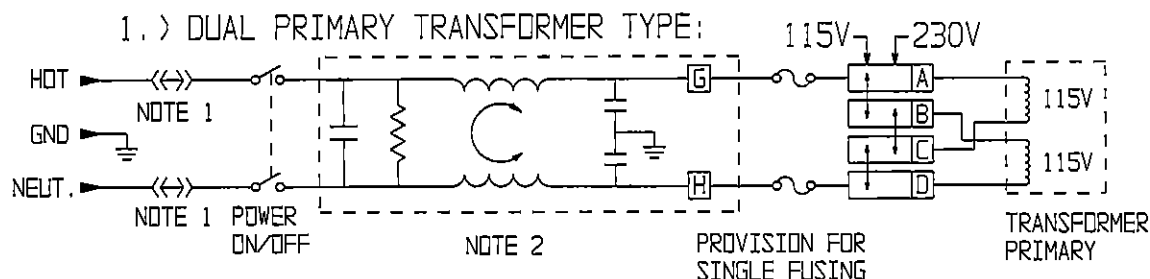 1.) DUAL PRIMARY TRANSFORMER TYPE:
115V 230V
HOT
NOTE 1
GND
NEUT.
NOTE 1
POWER
ON/OFF
NOTE 2
G
H
PROVISION FOR
SINGLE FUSING
A
B
C
D
115V
115V
TRANSFORMER
PRIMARY